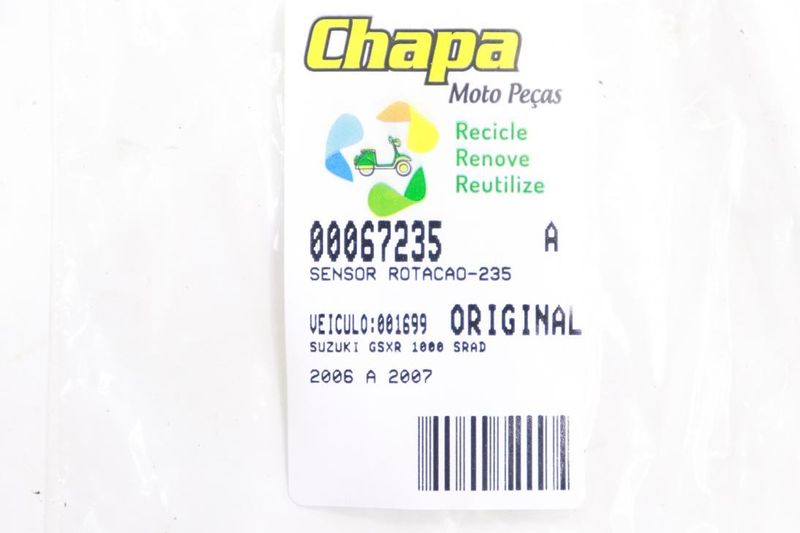 Chapa
Moto Peças
Recicle
Renove
Reutilize
00067235 A
SENSOR ROTACAO-235
VEICULO:001699 ORIGINAL
SUZUKI GSXR 1000 SRAD
2006 A 2007